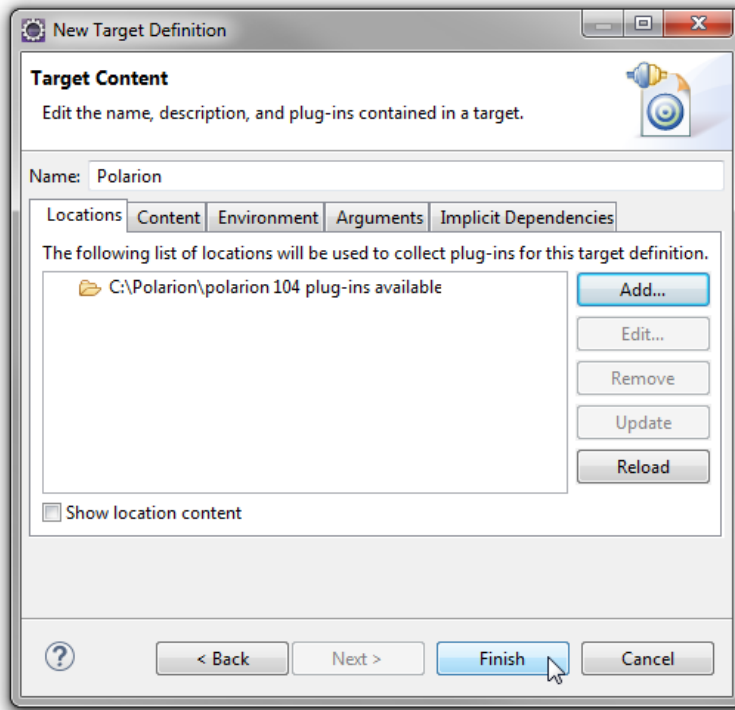 New Target Definition
Target Content
Edit the name, description, and plug-ins contained in a target.
Name: Polarion
Locations Content Environment Arguments Implicit Dependencies
The following list of locations will be used to collect plug-ins for this target definition.
C:\Polarion\polarion 104 plug-ins available
Add...
Edit...
Remove
Update
Reload
Show location content
? < Back Next > Finish Cancel